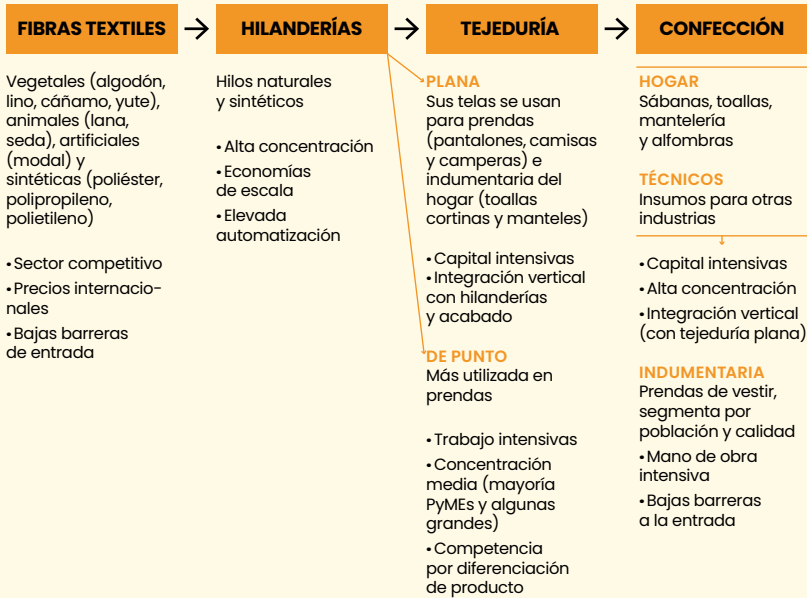 FIBRAS TEXTILES
Vegetales (algodón,
lino, cáñamo, yute),
animales (lana,
seda), artificiales
(modal) y
sintéticas (poliéster,
polipropileno,
polietileno)
• Sector competitivo
• Precios internacio-
nales
• Bajas barreras
de entrada
HILANDERÍAS
Hilos naturales
y sintéticos
• Alta concentración
• Economías
de escala
• Elevada
automatización
TEJEDURÍA
PLANA
Sus telas se usan
para prendas
(pantalones, camisas
y camperas) e
indumentaria del
hogar (toallas
cortinas y manteles)
• Capital intensivas
• Integración vertical
con hilanderías
y acabado
DE PUNTO
Más utilizada en
prendas
• Trabajo intensivas
• Concentración
media (mayoría
PyMEs y algunas
grandes)
• Competencia
por diferenciación
de producto
CONFECCIÓN
HOGAR
Sábanas, toallas,
mantelería
y alfombras
TÉCNICOS
Insumos para otras
industrias
• Capital intensivas
• Alta concentración
• Integración vertical
(con tejeduría plana)
INDUMENTARIA
Prendas de vestir,
segmenta por
población y calidad
• Mano de obra
intensiva
• Bajas barreras
a la entrada